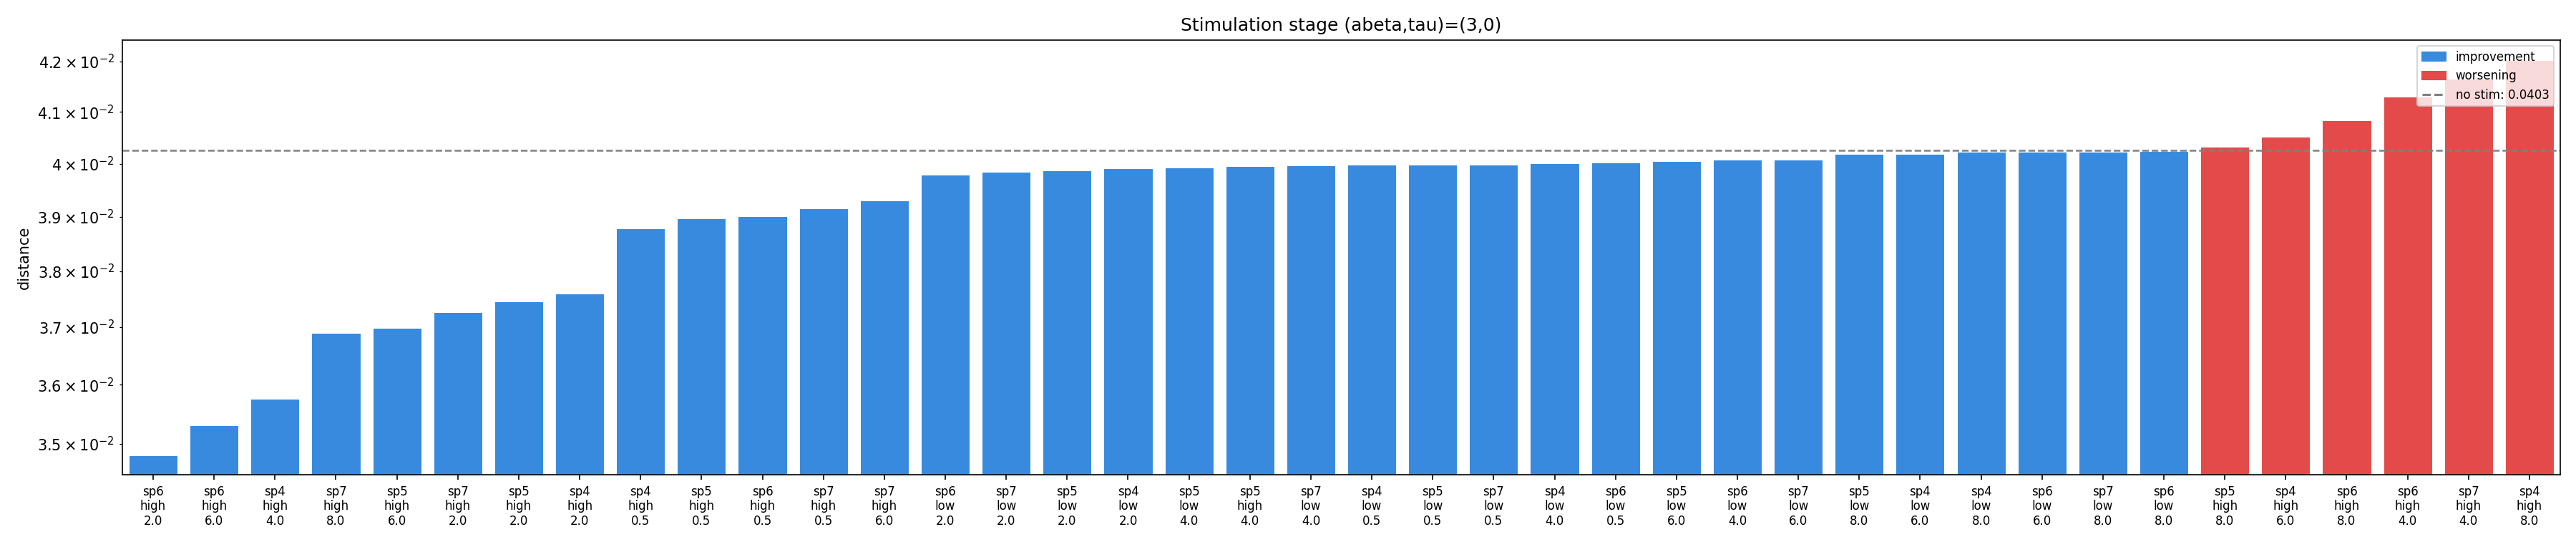 Stimulation stage (abeta,tau)=(3,0)
4.2 × 10⁻²
4.1 × 10⁻²
4 × 10⁻²
3.9 × 10⁻²
3.8 × 10⁻²
3.7 × 10⁻²
3.6 × 10⁻²
3.5 × 10⁻²
distance
improvement
worsening
no stim: 0.0403
sp6 sp6 sp4 sp7 sp5 sp7 sp5 sp4 sp4 sp5 sp6 sp7 sp7 sp6 sp7 sp5 sp4 sp5 sp5 sp7 sp4 sp5 sp7 sp4 sp6 sp5 sp6 sp7 sp5 sp4 sp4 sp6 sp7 sp6 sp5 sp4 sp6 sp6 sp7 sp4
high high high high high high high high high high high high high low low low low low high low low low low low low low low low low low low low low low high high high high high high
2.0 6.0 4.0 8.0 6.0 2.0 2.0 2.0 0.5 0.5 0.5 0.5 6.0 2.0 2.0 2.0 2.0 4.0 4.0 4.0 0.5 0.5 0.5 4.0 0.5 6.0 4.0 6.0 8.0 6.0 8.0 6.0 8.0 8.0 8.0 6.0 8.0 4.0 4.0 8.0